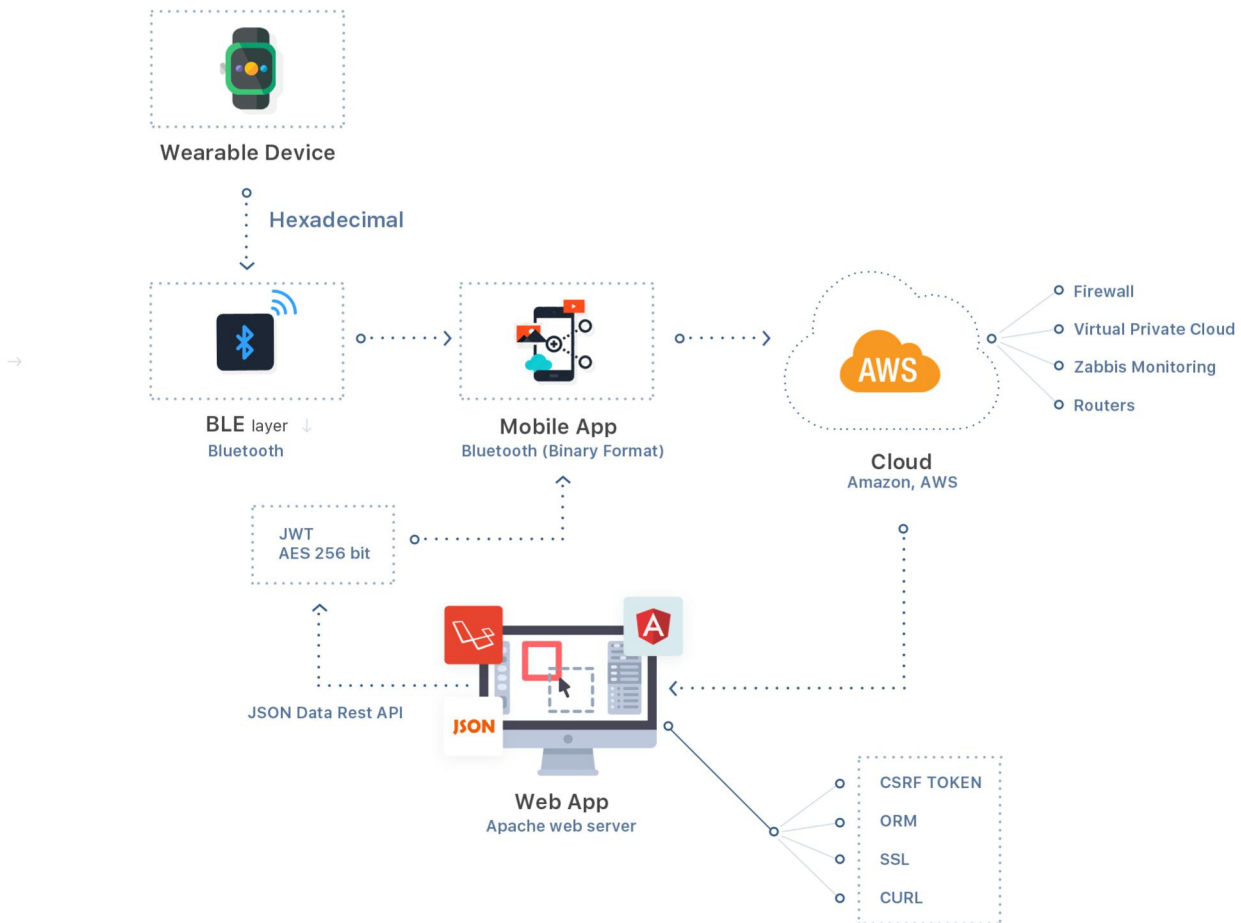 Wearable Device
Hexadecimal
BLE layer ↓
Bluetooth
Mobile App
Bluetooth (Binary Format)
AWS
Cloud
Amazon, AWS
Firewall
Virtual Private Cloud
Zabbis Monitoring
Routers
JWT
AES 256 bit
JSON Data Rest API
A
JSON
Web App
Apache web server
CSRF TOKEN
ORM
SSL
CURL